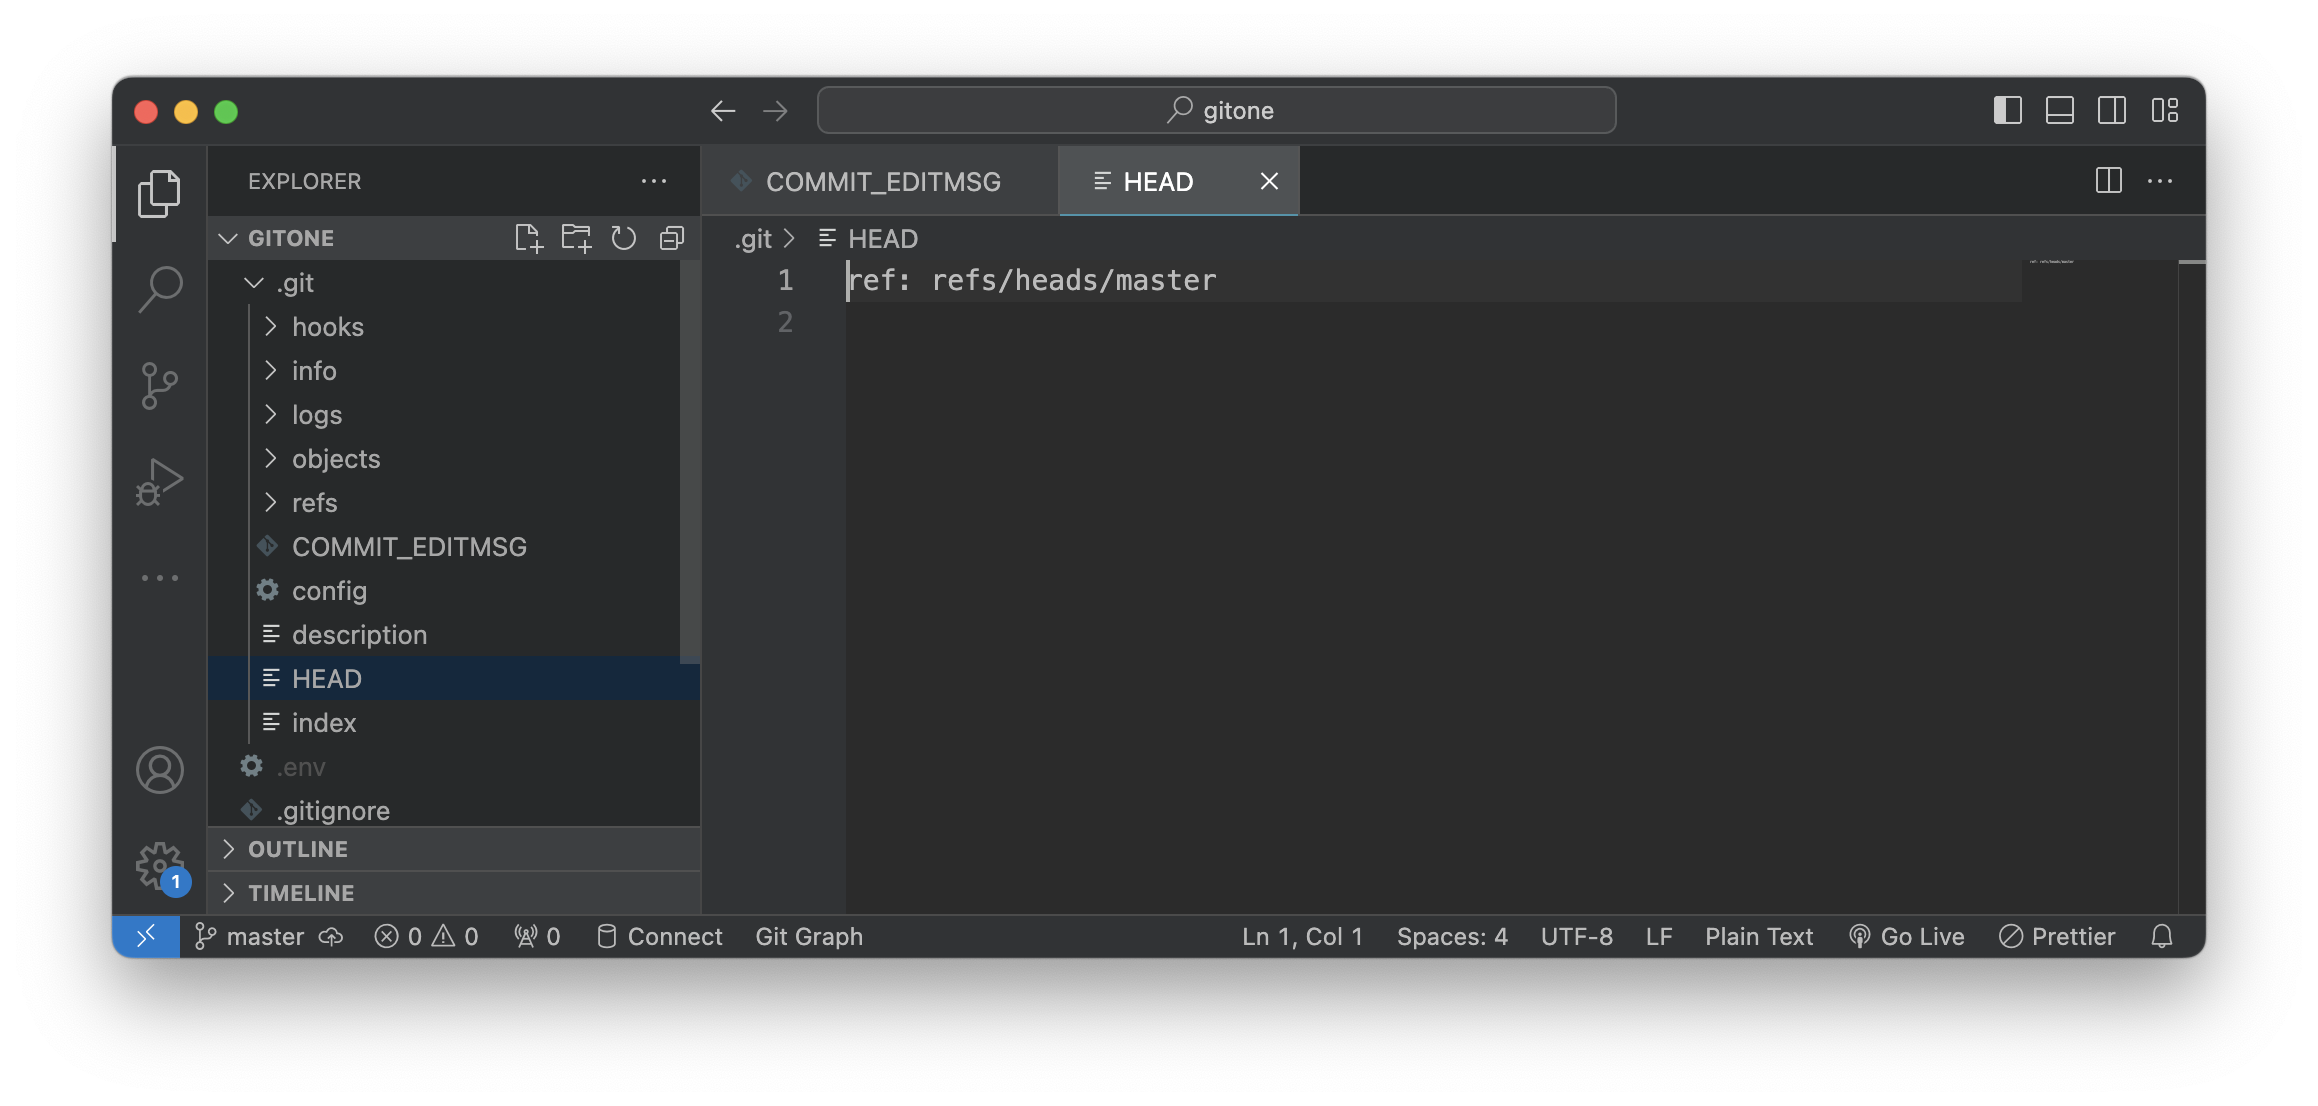 gitone
EXPLORER
COMMIT_EDITMSG
HEAD
GITONE
.git
hooks
info
logs
objects
refs
COMMIT_EDITMSG
config
description
HEAD
index
.env
.gitignore
OUTLINE
TIMELINE
.git > HEAD
1 ref: refs/heads/master
2
1
master 0 0 0 Connect Git Graph Ln 1, Col 1 Spaces: 4 UTF-8 LF Plain Text Go Live Prettier